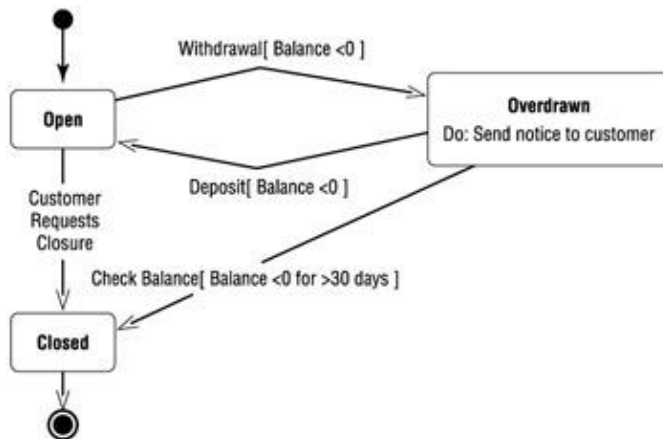 Withdrawal[ Balance <0 ]
Open
Overdrawn
Do: Send notice to customer
Deposit[ Balance <0 ]
Customer
Requests
Closure
Check Balance[ Balance <0 for >30 days ]
Closed